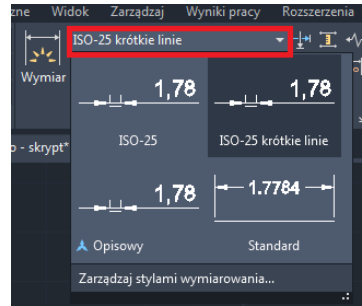 zne Widok Zarządzaj Wyniki pracy Rozszerzenia
ISO-25 krótkie linie
Wymiar
1,78 1,78
ISO-25 ISO-25 krótkie linie
o - skrypt*
1,78 1.7784
Opisowy Standard
Zarządzaj stylami wymiarowania...